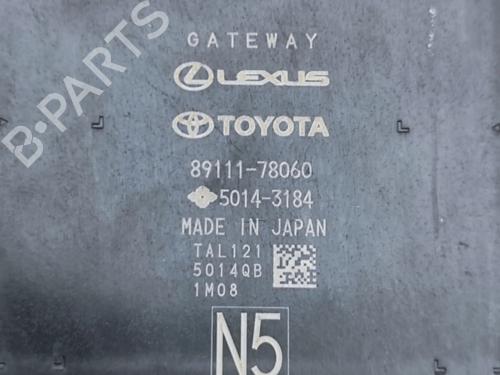 GATEWAY
LEXUS
TOYOTA
89111-78060
5014-3184
MADE IN JAPAN
TAL121
5014QB
1M08
N5
B-PARTS